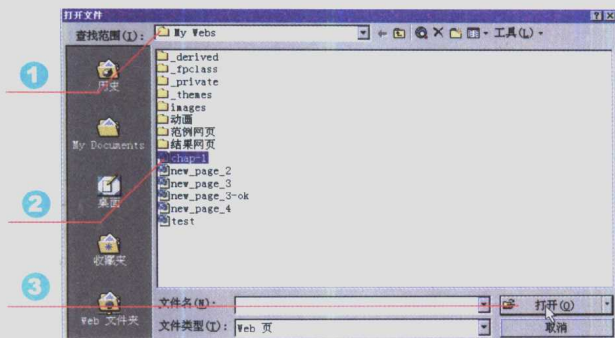 打开文件
查找范围(I): My Webs 工具(L)
1
历史
My Documents
2
桌面
收藏夹
3
Web 文件夹
_derived
_fpclass
_private
_themes
images
动画
范例网页
结果网页
chap-1
new_page_2
new_page_3
new_page_3-ok
new_page_4
test
文件名(N): 打开(O)
文件类型(T): Web 页 取消